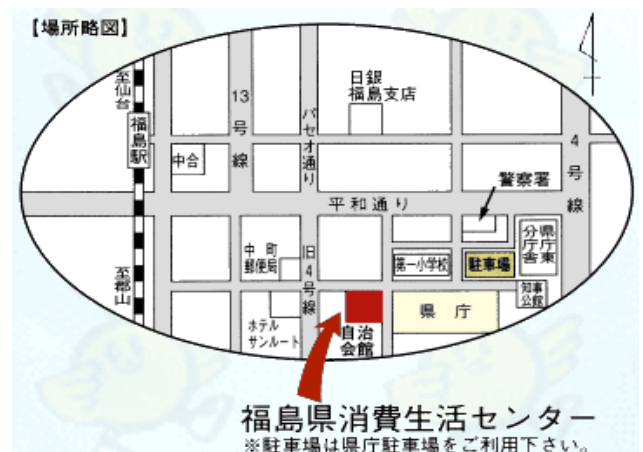 【場所略図】
至仙台
福島駅
至郡山
中合
13号線
パセオ通り
日銀
福島支店
4号線
警察署
平和通り
県庁東
分庁舎
中町
郵便局
旧4号線
第一小学校
駐車場
知事
公館
県庁
ホテル
サンルート
自治
会館
福島県消費生活センター
※駐車場は県庁駐車場をご利用下さい。